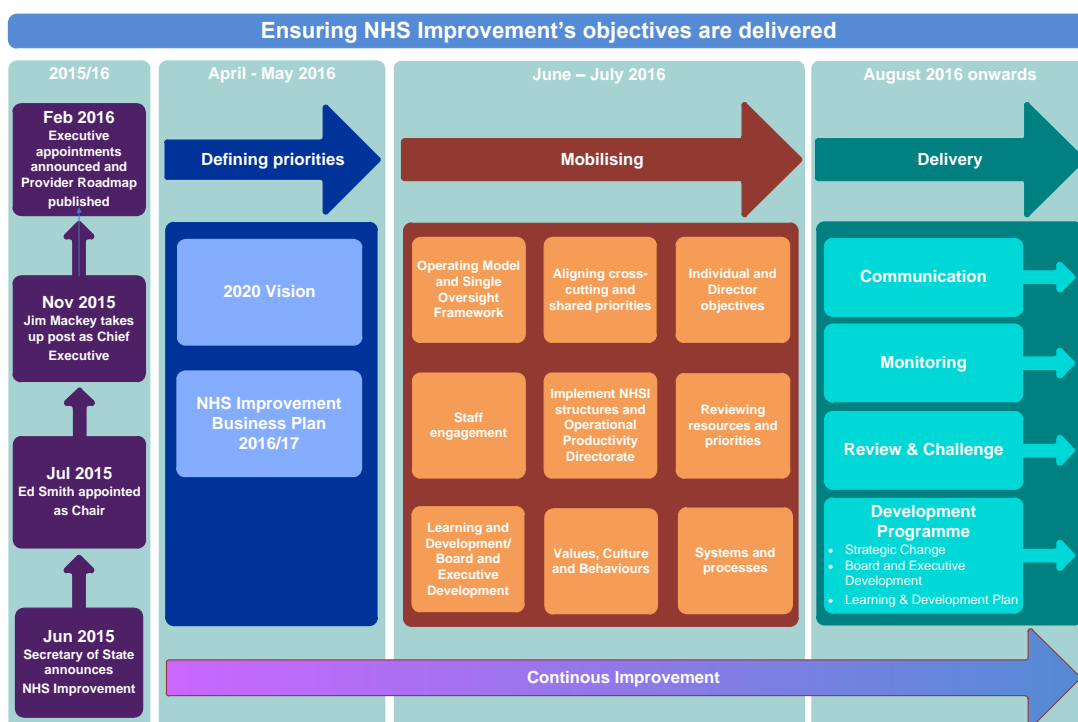 Ensuring NHS Improvement's objectives are delivered
2015/16
Feb 2016
Executive
appointments
announced and
Provider Roadmap
published
Nov 2015
Jim Mackey takes
up post as Chief
Executive
Jul 2015
Ed Smith appointed
as Chair
Jun 2015
Secretary of State
announces
NHS Improvement
April - May 2016
Defining priorities
2020 Vision
NHS Improvement
Business Plan
2016/17
June – July 2016
Mobilising
Operating Model
and Single
Oversight
Framework
Aligning cross-
cutting and
shared priorities
Individual and
Director
objectives
Staff
engagement
Implement NHSI
structures and
Operational
Productivity
Directorate
Reviewing
resources and
priorities
Learning and
Development/
Board and
Executive
Development
Values, Culture
and Behaviours
Systems and
processes
August 2016 onwards
Delivery
Communication
Monitoring
Review & Challenge
Development
Programme
• Strategic Change
• Board and Executive
Development
• Learning & Development Plan
Continous Improvement